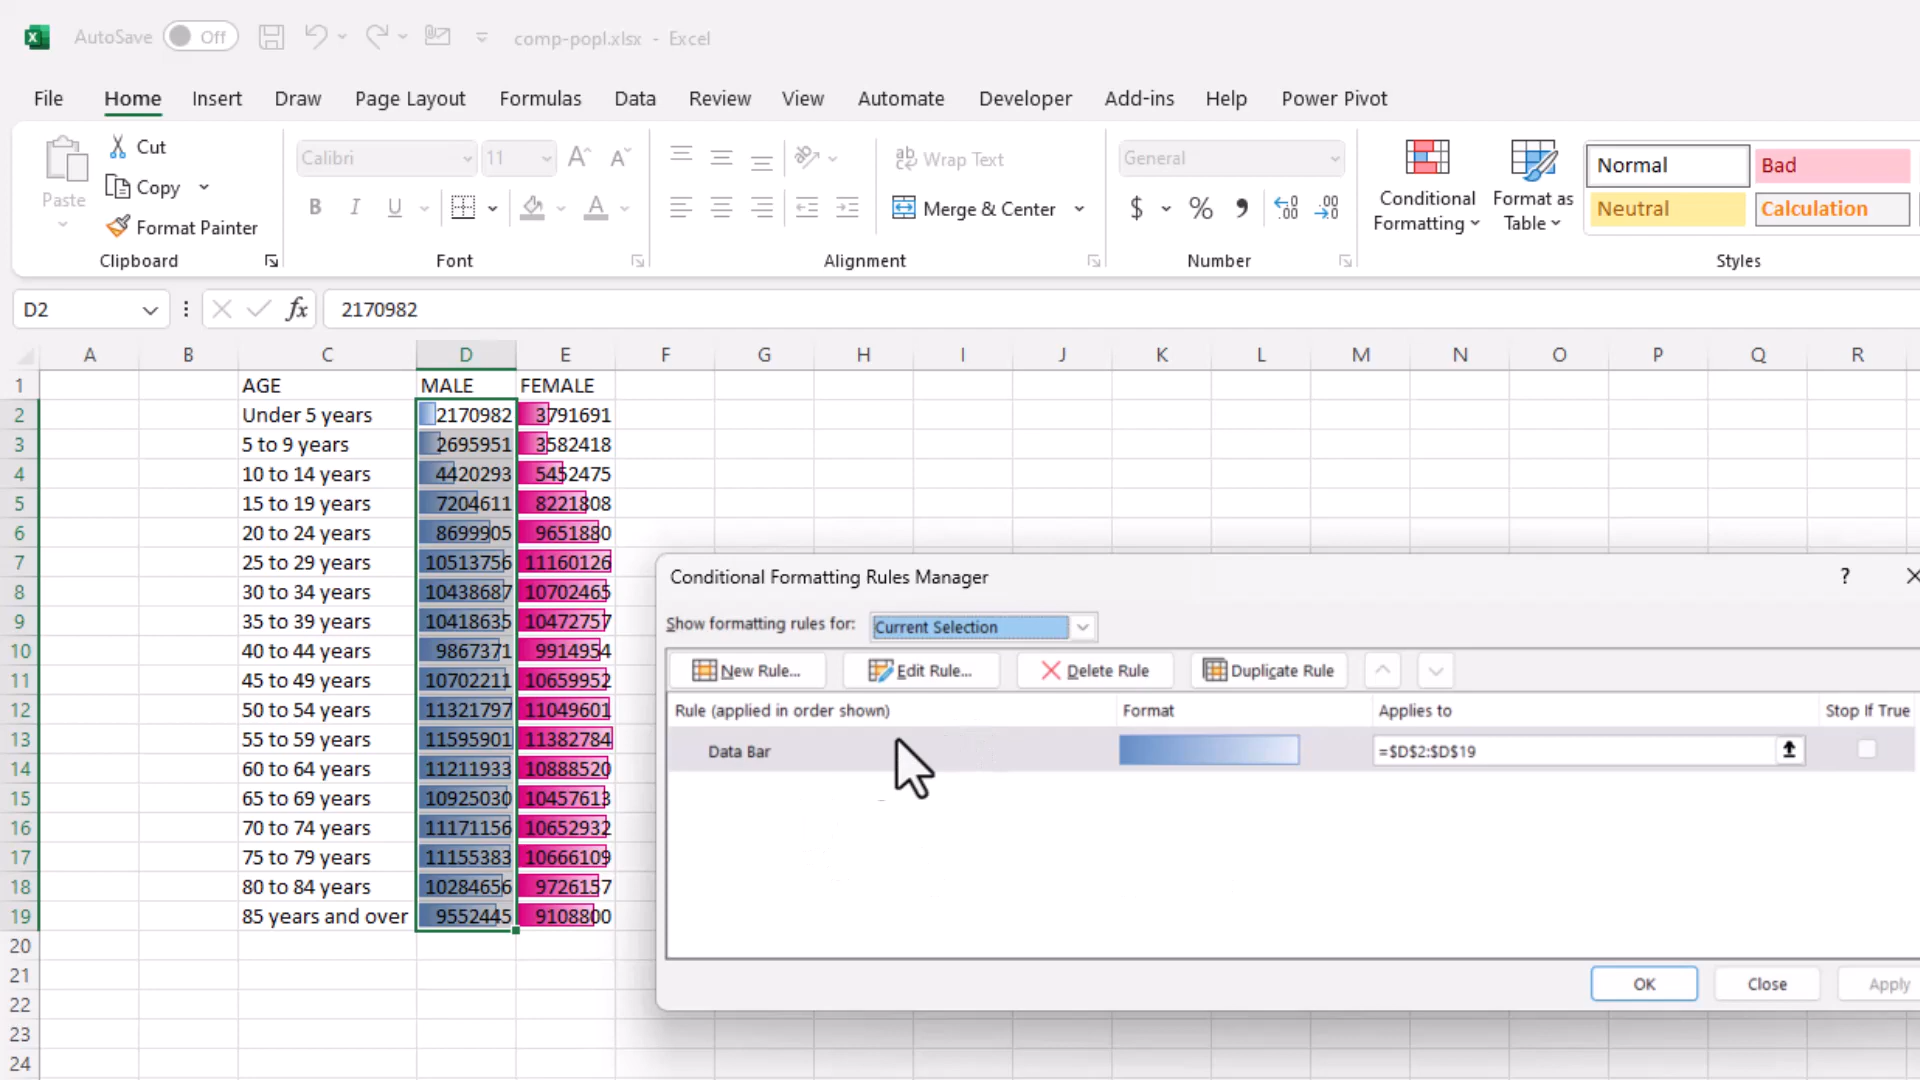 AutoSave Off comp-popl.xlsx - Excel
File Home Insert Draw Page Layout Formulas Data Review View Automate Developer Add-ins Help Power Pivot
Paste
Cut
Copy
Format Painter
Clipboard
Calibri 11
B I U
Font
Wrap Text
Merge & Center
Alignment
General
$ % 9
Number
Conditional Formatting
Format as Table
Normal Bad
Neutral Calculation
Styles
D2 fx 2170982
A B C D E F G H I J K L M N O P Q R
1 AGE MALE FEMALE
2 Under 5 years 2170982 3791691
3 5 to 9 years 2695951 3582418
4 10 to 14 years 4420293 5452475
5 15 to 19 years 7204611 8221808
6 20 to 24 years 8699905 9651880
7 25 to 29 years 10513756 11160126
8 30 to 34 years 10438687 10702465
9 35 to 39 years 10418635 10472757
10 40 to 44 years 9867371 9914954
11 45 to 49 years 10702211 10659952
12 50 to 54 years 11321797 11049601
13 55 to 59 years 11595901 11382784
14 60 to 64 years 11211933 10888520
15 65 to 69 years 10925030 10457613
16 70 to 74 years 11171156 10652932
17 75 to 79 years 11155383 10666109
18 80 to 84 years 10284656 9726157
19 85 years and over 9552445 9108800
20
21
22
23
24
Conditional Formatting Rules Manager ?
Show formatting rules for: Current Selection
New Rule... Edit Rule... Delete Rule Duplicate Rule
Rule (applied in order shown) Format Applies to Stop If True
Data Bar =$D$2:$D$19
OK Close Apply